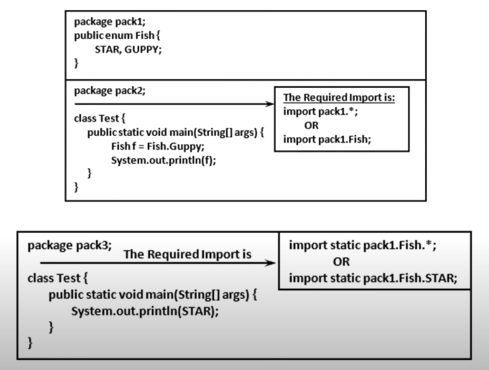 package pack1;
public enum Fish {
STAR, GUPPY;
}
package pack2;
The Required Import is:
import pack1.*;
OR
import pack1.Fish;
class Test {
public static void main(String[] args) {
Fish f = Fish.Guppy;
System.out.println(f);
}
}
package pack3;
The Required Import is
import static pack1.Fish.*;
OR
import static pack1.Fish.STAR;
class Test {
public static void main(String[] args) {
System.out.println(STAR);
}
}